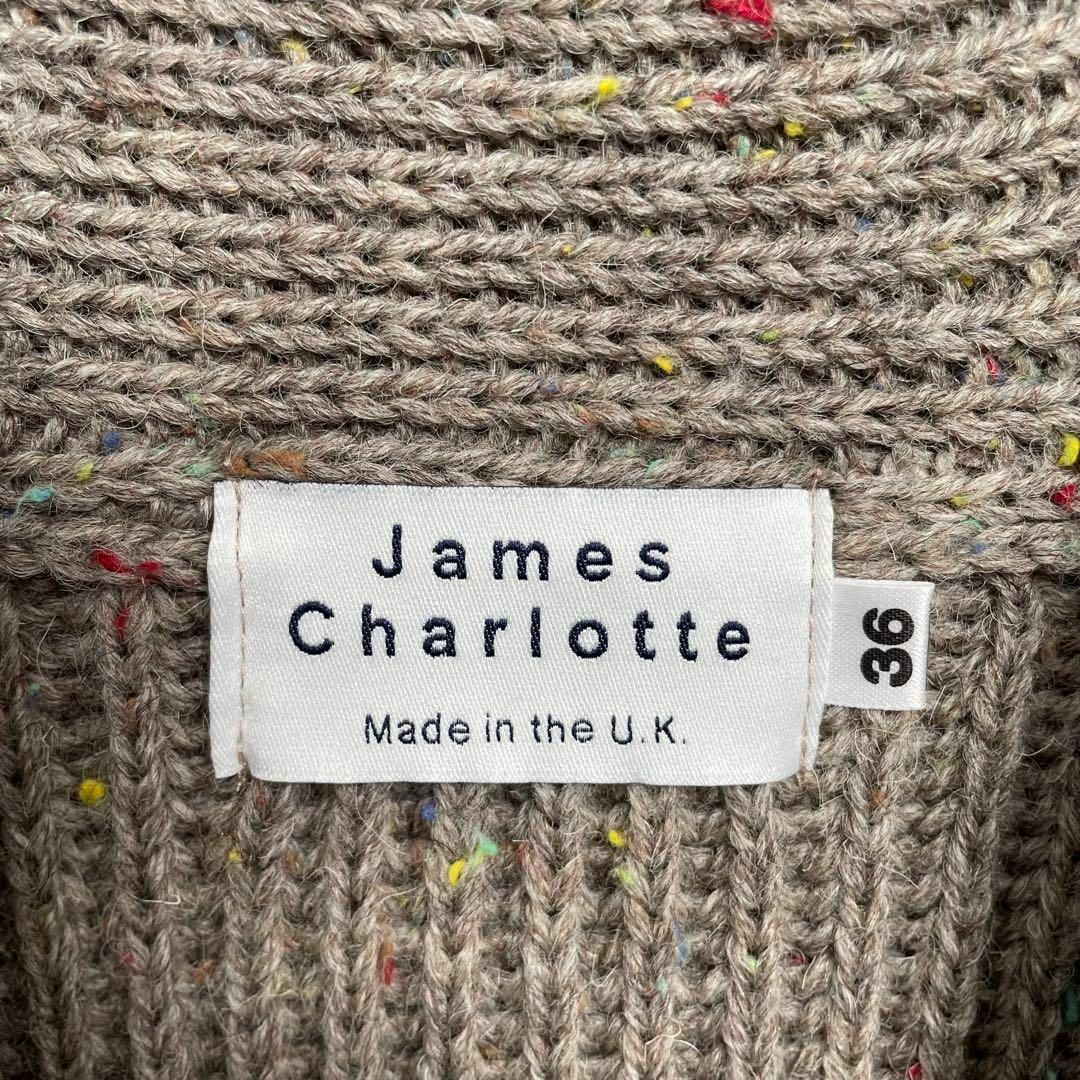 James
Charlotte
Made in the U.K.
36